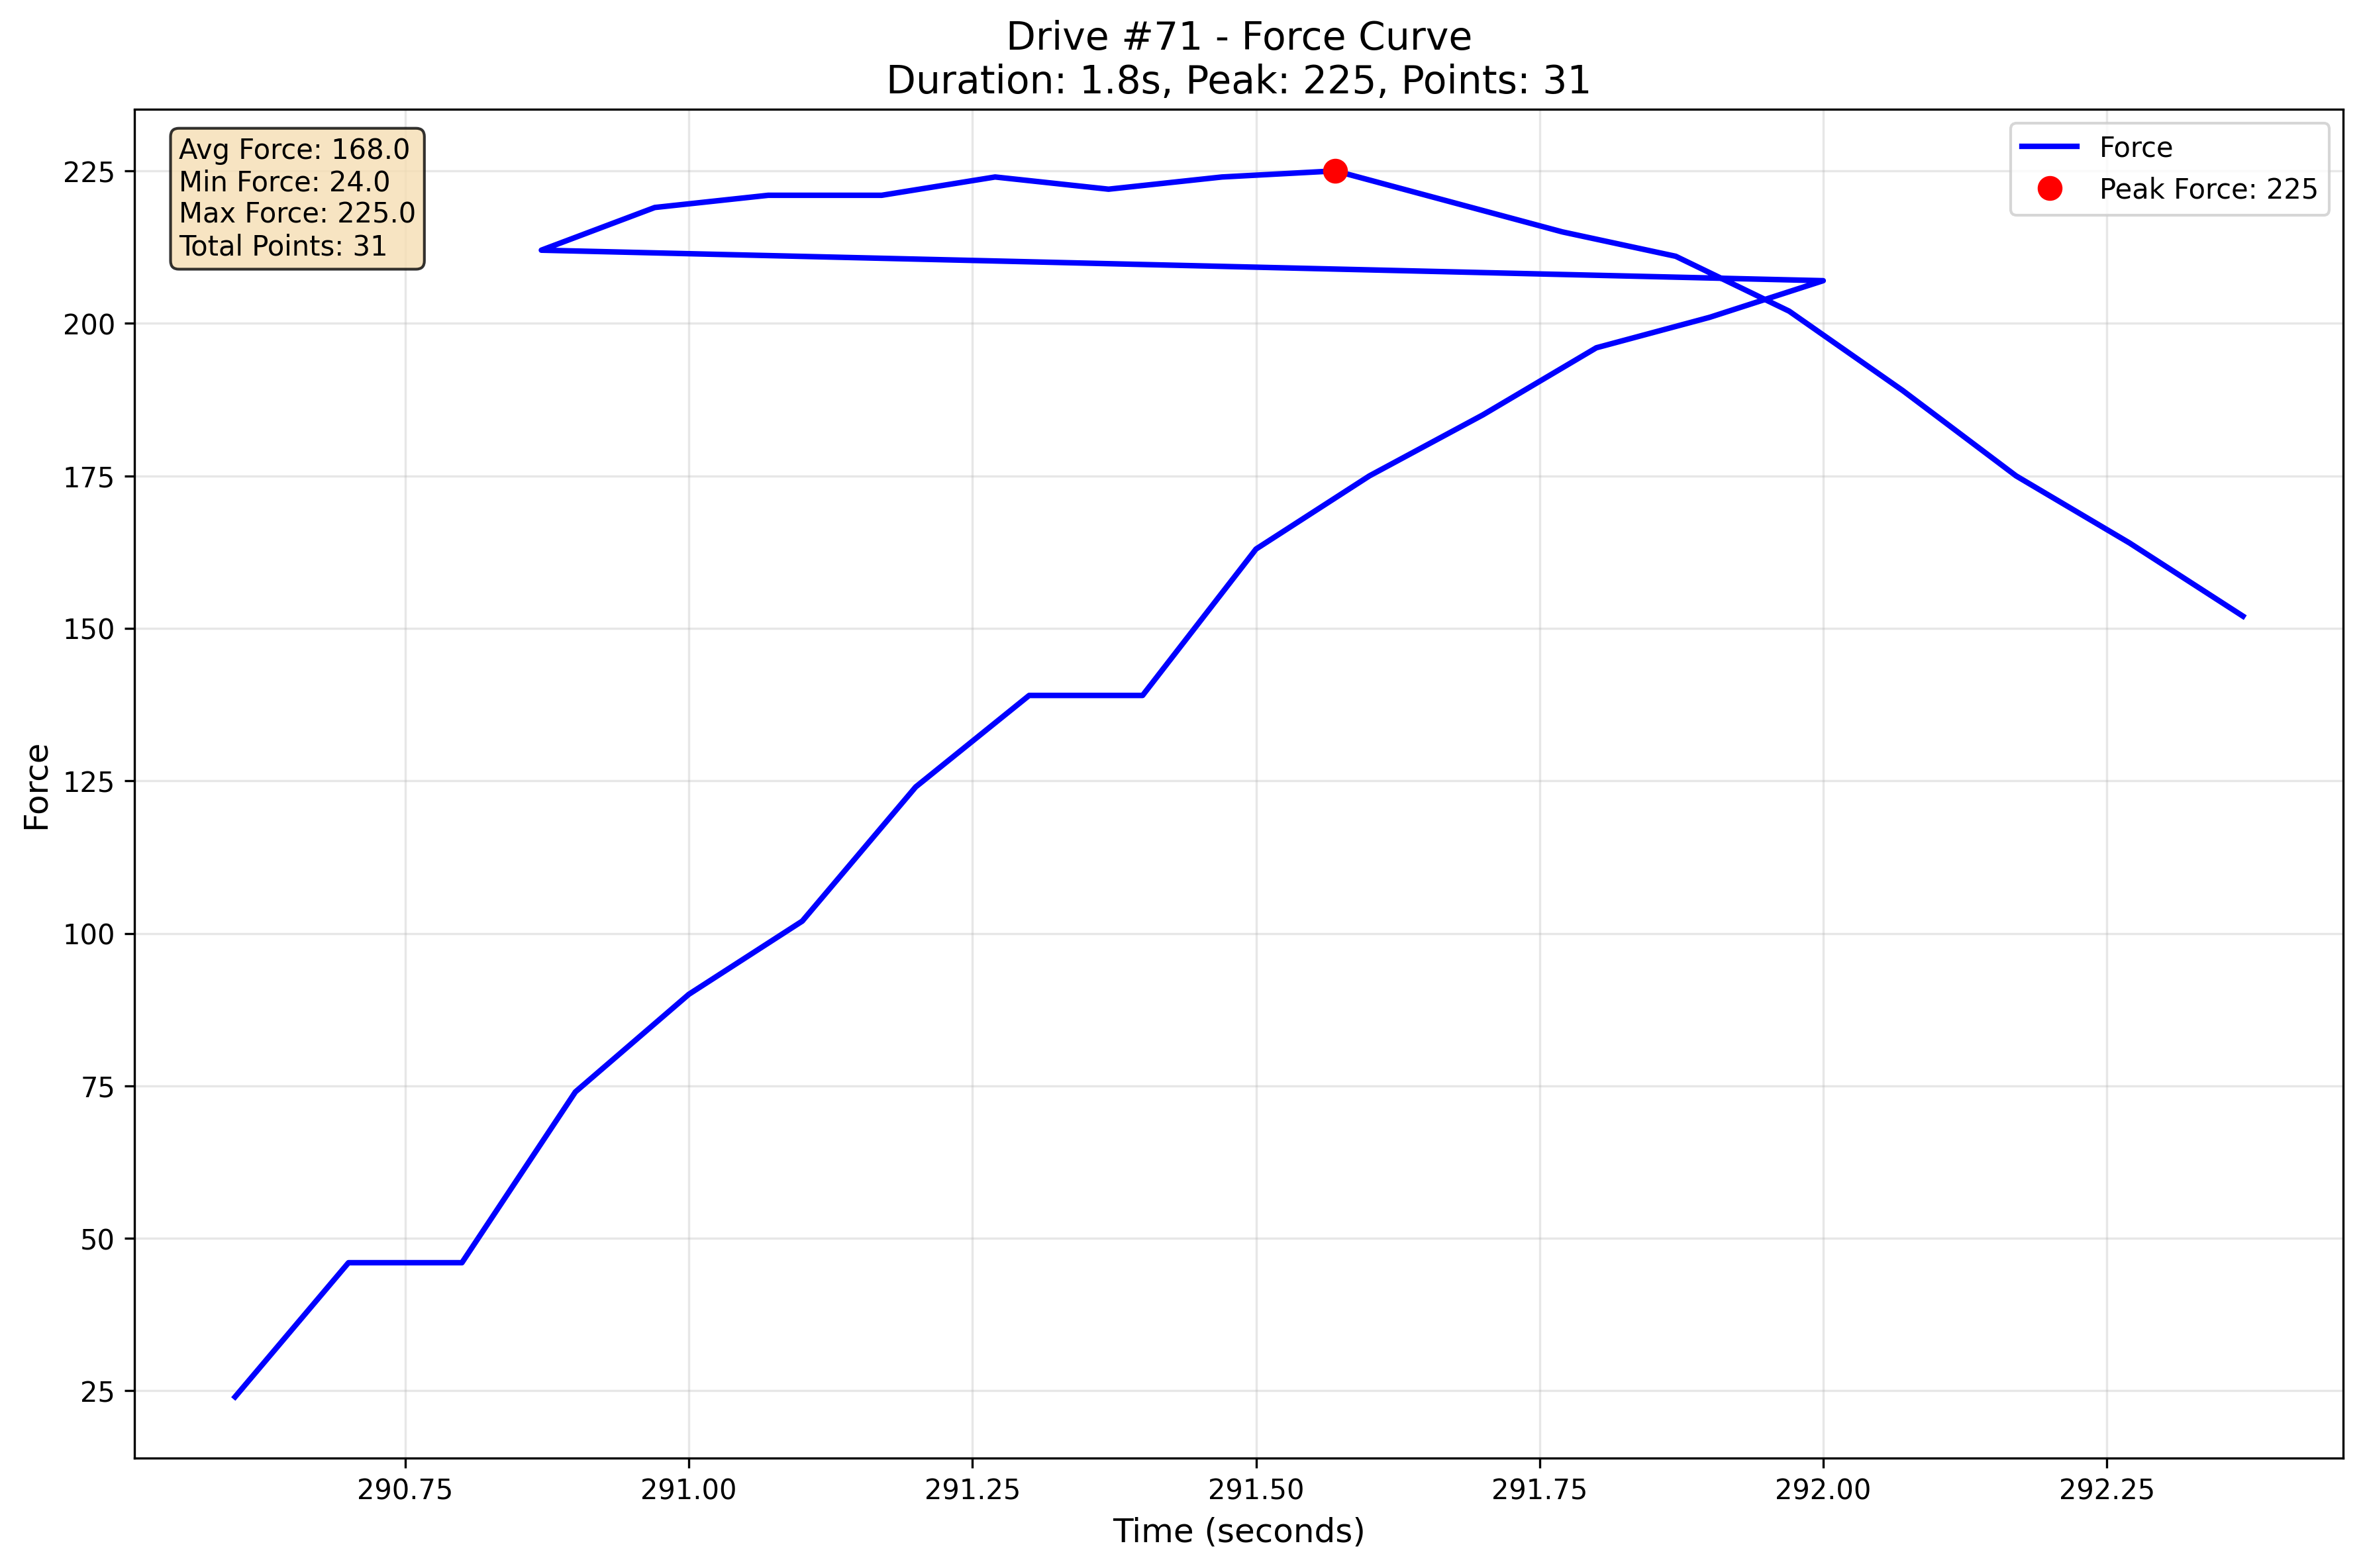 Drive #71 - Force Curve
Duration: 1.8s, Peak: 225, Points: 31
Avg Force: 168.0
Min Force: 24.0
Max Force: 225.0
Total Points: 31
Force
Peak Force: 225
225
200
175
150
125
100
75
50
25
Force
290.75 291.00 291.25 291.50 291.75 292.00 292.25
Time (seconds)